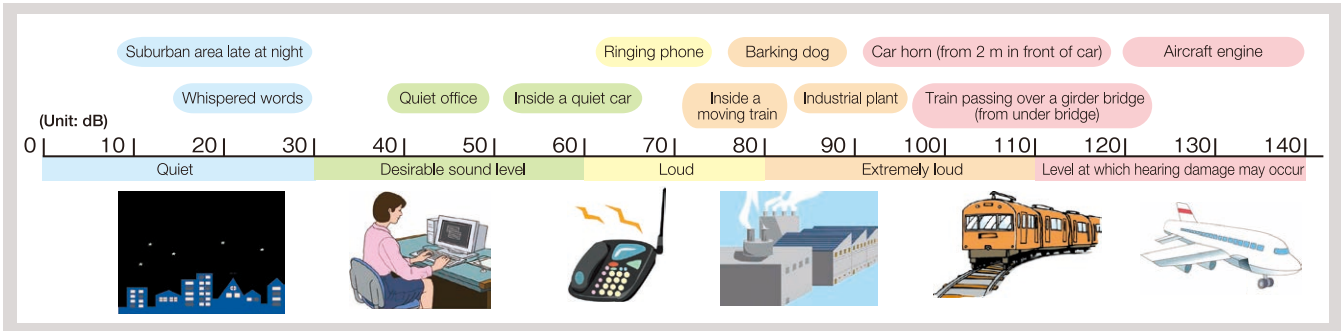 Suburban area late at night
Ringing phone
Barking dog
Car horn (from 2 m in front of car)
Aircraft engine
Whispered words
Quiet office
Inside a quiet car
Inside a
moving train
Industrial plant
Train passing over a girder bridge
(from under bridge)
(Unit: dB)
0 10 20 30 40 50 60 70 80 90 100 110 120 130 140
Quiet
Desirable sound level
Loud
Extremely loud
Level at which hearing damage may occur